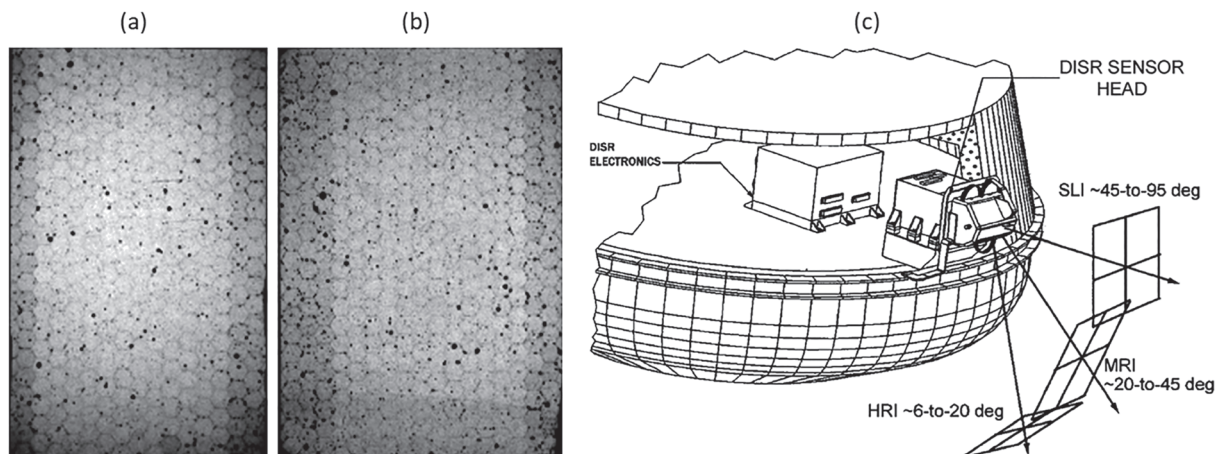 (a)
(b)
(c)
DISR SENSOR
HEAD
DISR
ELECTRONICS
SLI ~45-to-95 deg
MRI
~20-to-45 deg
HRI ~6-to-20 deg